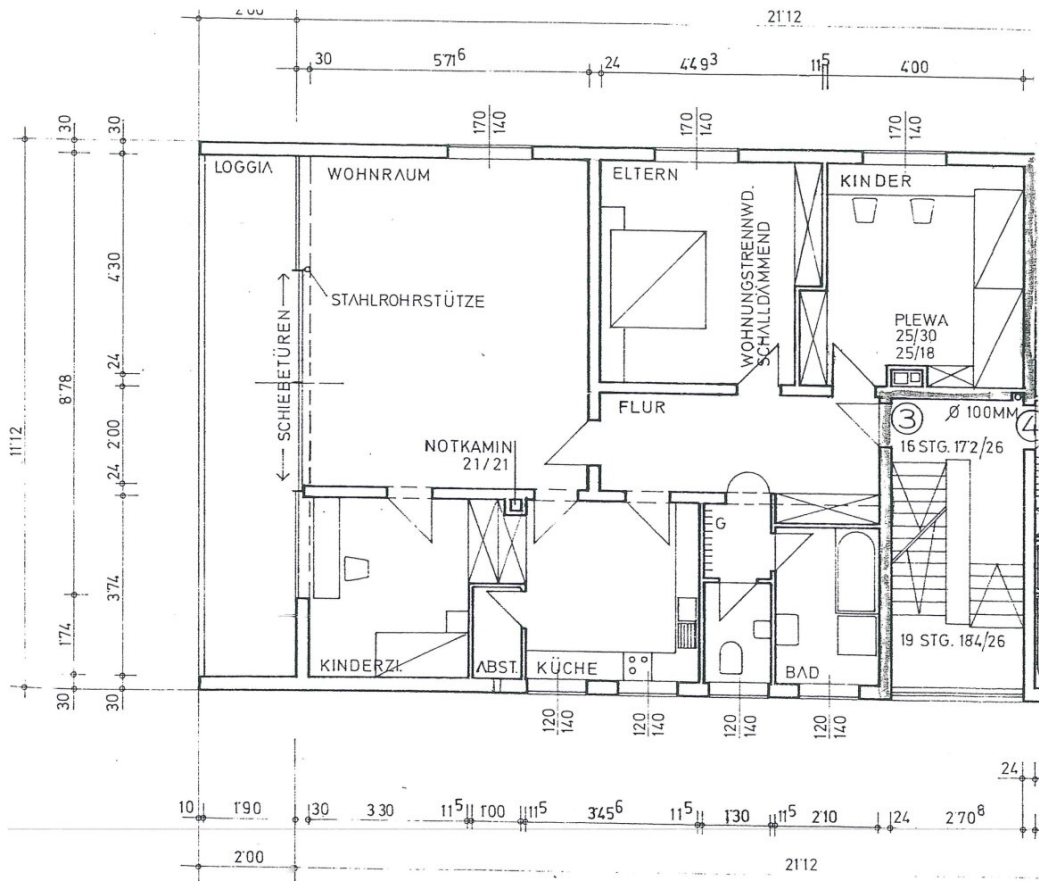 2'00
21'12
30
5'71⁶
24
4'49³
11⁵
4'00
30
30
170
140
170
140
170
140
LOGGIA
WOHNRAUM
ELTERN
KINDER
WOHNUNGSTRENNWD.
SCHALLDÄMMEND
4'30
STAHLROHRSTÜTZE
SCHIEBETÜREN
PLEWA
25/30
25/18
24
8'78
11'12
2'00
FLUR
3
Ø 100MM
4
NOTKAMIN
21/21
16 STG. 17'2/26
24
G
3'74
1'74
19 STG. 18'4/26
KINDERZI.
ABST.
KÜCHE
BAD
30
30
120
140
120
140
120
140
120
140
24
10
1'90
30
3'30
11⁵
1'00
11⁵
3'45⁶
11⁵
1'30
11⁵
2'10
24
2'70⁸
2'00
21'12